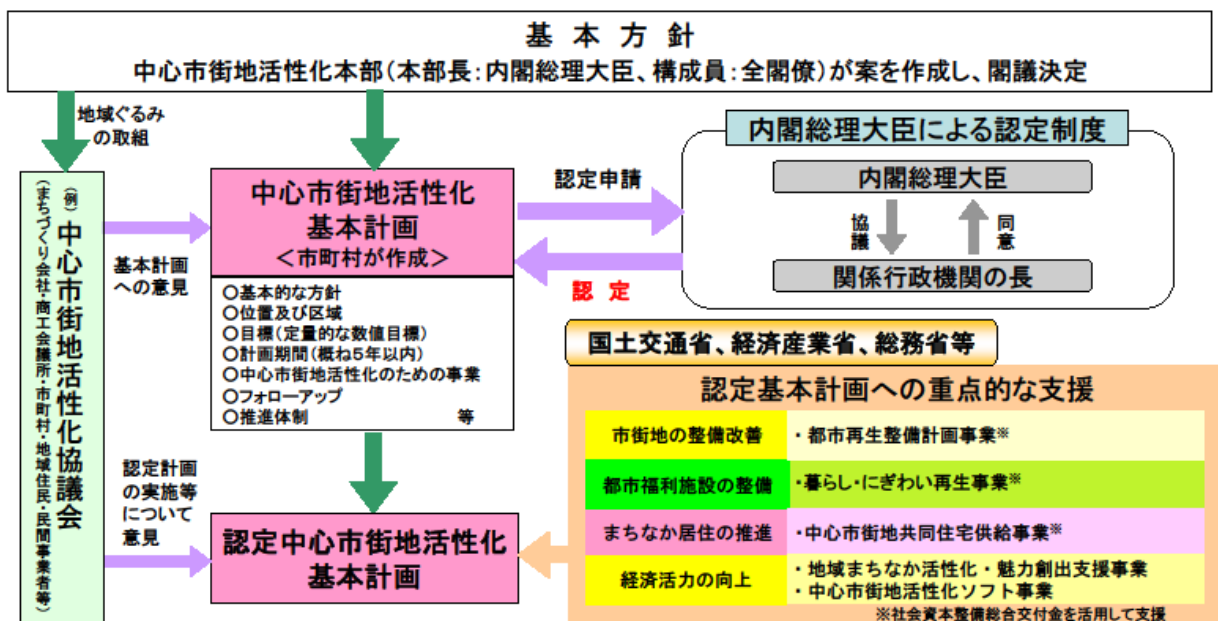 基本方針
中心市街地活性化本部(本部長:内閣総理大臣、構成員:全閣僚)が案を作成し、閣議決定
地域ぐるみ
の取組
中心市街地活性化協議会
(例)
(まちづくり会社・商工会議所・市町村・地域住民・民間事業者等)
基本計画
への意見
認定計画
の実施等
について
意見
中心市街地活性化
基本計画
<市町村が作成>
○基本的な方針
○位置及び区域
○目標(定量的な数値目標)
○計画期間(概ね5年以内)
○中心市街地活性化のための事業
○フォローアップ
○推進体制 等
認定中心市街地活性化
基本計画
認定申請
認 定
内閣総理大臣による認定制度
内閣総理大臣
協議
同意
関係行政機関の長
国土交通省、経済産業省、総務省等
認定基本計画への重点的な支援
市街地の整備改善
・都市再生整備計画事業※
都市福利施設の整備
・暮らし・にぎわい再生事業※
まちなか居住の推進
・中心市街地共同住宅供給事業※
経済活力の向上
・地域まちなか活性化・魅力創出支援事業
・中心市街地活性化ソフト事業
※社会資本整備総合交付金を活用して支援